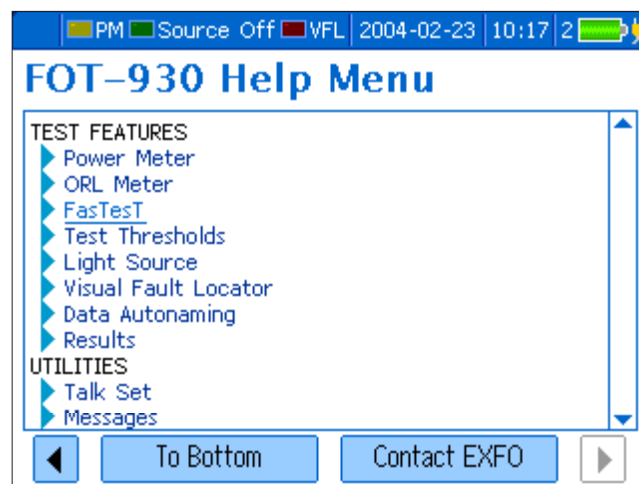 PM Source Off VFL 2004-02-23 10:17 2
FOT-930 Help Menu
TEST FEATURES
Power Meter
ORL Meter
FasTesT
Test Thresholds
Light Source
Visual Fault Locator
Data Autonaming
Results
UTILITIES
Talk Set
Messages
To Bottom Contact EXFO